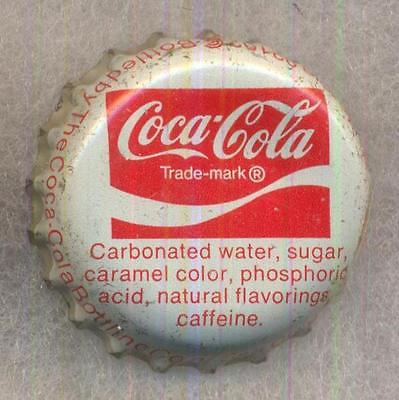 Coca-Cola
Trade-mark ®
Carbonated water, sugar,
caramel color, phosphoric
acid, natural flavorings,
caffeine.
Bottled by The Coca-Cola Bottling Co.